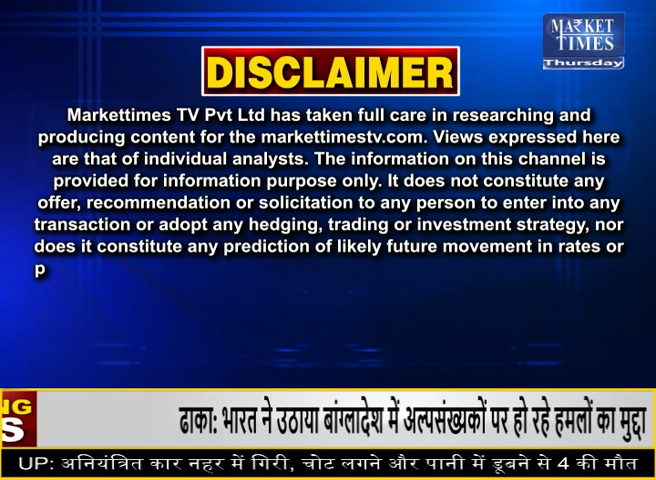 MARKET
TIMES
Thursday
DISCLAIMER
Markettimes TV Pvt Ltd has taken full care in researching and
producing content for the markettimestv.com. Views expressed here
are that of individual analysts. The information on this channel is
provided for information purpose only. It does not constitute any
offer, recommendation or solicitation to any person to enter into any
transaction or adopt any hedging, trading or investment strategy, nor
does it constitute any prediction of likely future movement in rates or
p
NG
S
ढाका: भारत ने उठाया बांग्लादेश में अल्पसंख्यकों पर हो रहे हमलों का मुद्दा
UP: अनियंत्रित कार नहर में गिरी, चोट लगने और पानी में डूबने से 4 की मौत